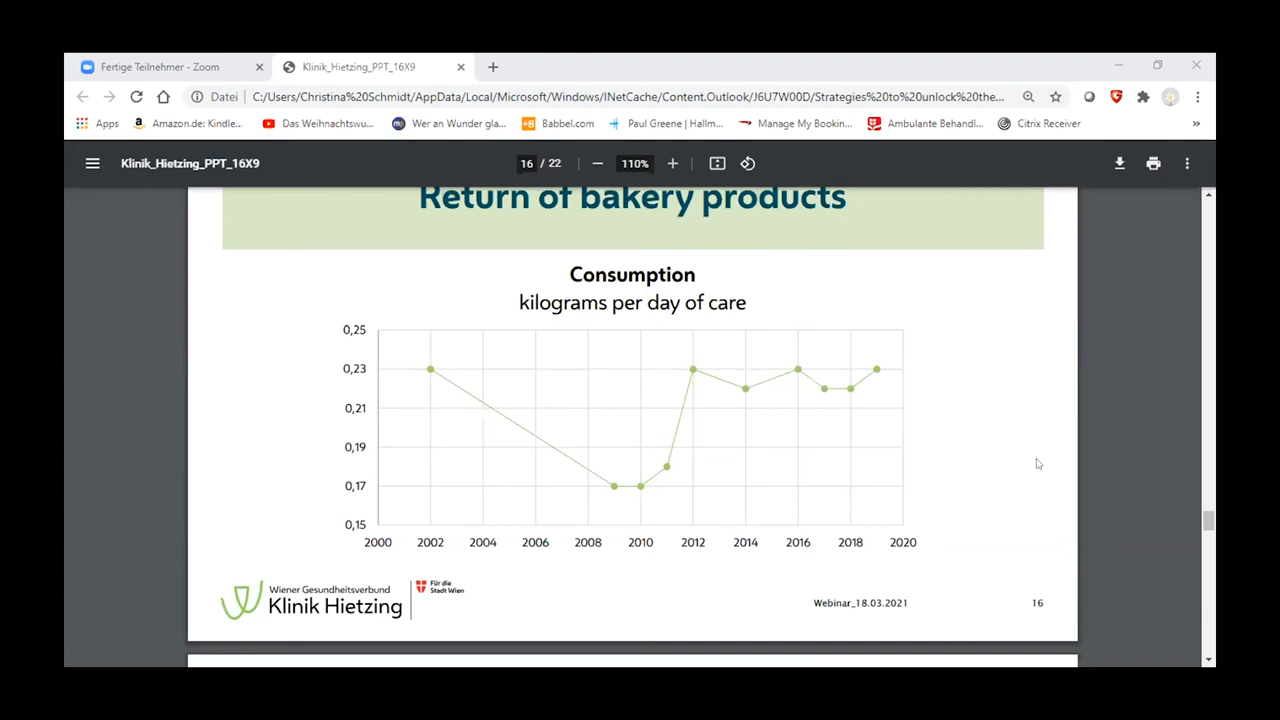 Fertige Teilnehmer - Zoom
Klinik_Hietzing_PPT_16X9
Datei
C:/Users/Christina%20Schmidt/AppData/Local/Microsoft/Windows/INetCache/Content.Outlook/J6U7W00D/Strategies%20to%20unlock%20the...
Apps
Amazon.de: Kindle...
Das Weihnachtswu...
Wer an Wunder gla...
Babbel.com
Paul Greene | Hallm...
Manage My Bookin...
Ambulante Behandl...
Citrix Receiver
»
Klinik_Hietzing_PPT_16X9
16 / 22
110%
Return of bakery products
Consumption
kilograms per day of care
0,25
0,23
0,21
0,19
0,17
0,15
2000 2002 2004 2006 2008 2010 2012 2014 2016 2018 2020
Wiener Gesundheitsverbund
Klinik Hietzing
Für die
Stadt Wien
Webinar_18.03.2021
16